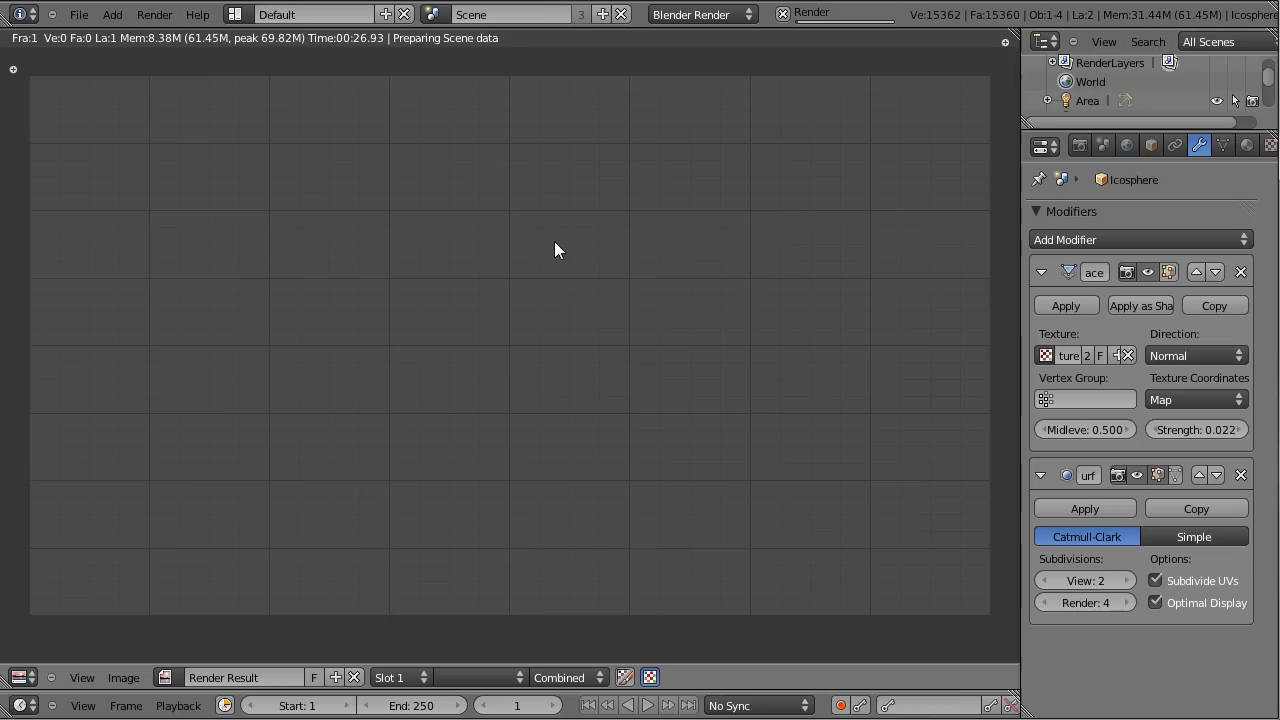 File Add Render Help Default Scene 3 Blender Render Render Ve:15362 | Fa:15360 | Ob:1-4 | La:2 | Mem:31.44M (61.45M) | Icosphere
Fra:1 Ve:0 Fa:0 La:1 Mem:8.38M (61.45M, peak 69.82M) Time:00:26.93 | Preparing Scene data
View Search All Scenes
RenderLayers |
World
Area |
Icosphere
Modifiers
Add Modifier
ace
Apply Apply as Sha Copy
Texture: Direction:
ture 2 F Normal
Vertex Group: Texture Coordinates
Map
Midleve: 0.500 Strength: 0.022
urf
Apply Copy
Catmull-Clark Simple
Subdivisions: Options:
View: 2 Subdivide UVs
Render: 4 Optimal Display
View Image Render Result F Slot 1 Combined
View Frame Playback Start: 1 End: 250 1 No Sync